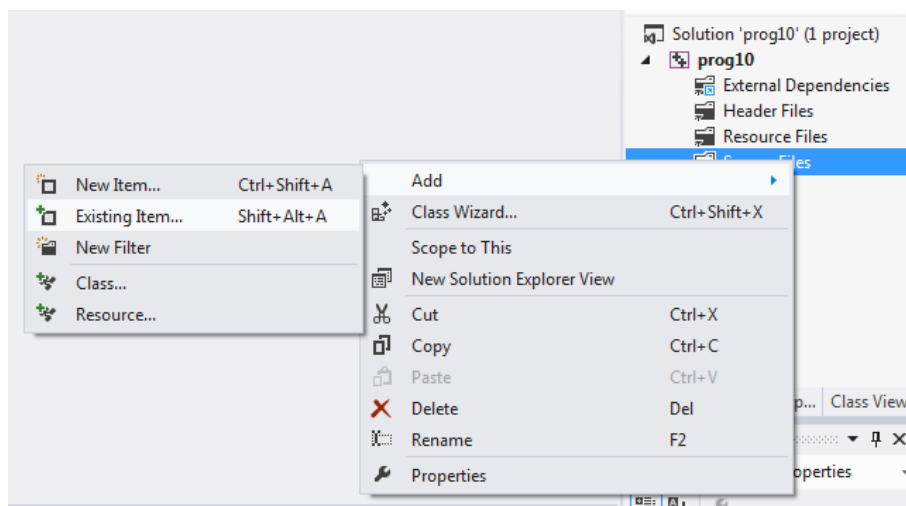 Solution 'prog10' (1 project)
prog10
External Dependencies
Header Files
Resource Files
New Item... Ctrl+Shift+A
Existing Item... Shift+Alt+A
New Filter
Class...
Resource...
Add
Class Wizard... Ctrl+Shift+X
Scope to This
New Solution Explorer View
Cut Ctrl+X
Copy Ctrl+C
Paste Ctrl+V
Delete Del
Rename F2
Properties
Class View